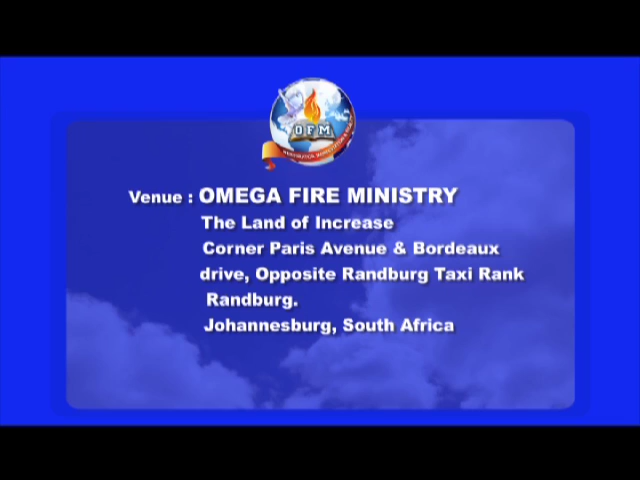 OFM
Venue : OMEGA FIRE MINISTRY
The Land of Increase
Corner Paris Avenue & Bordeaux
drive, Opposite Randburg Taxi Rank
Randburg.
Johannesburg, South Africa